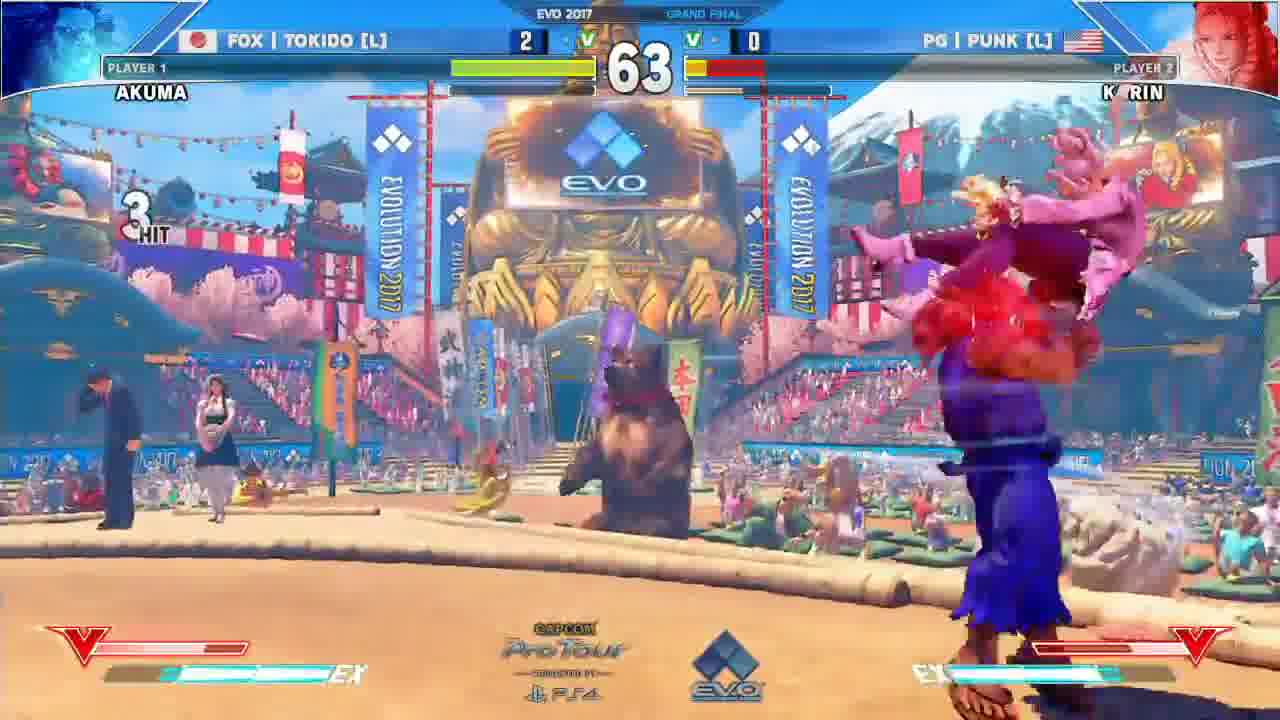 EVO 2017 GRAND FINAL
FOX | TOKIDO [L] 2 V 63 V 0 PG | PUNK [L]
PLAYER 1 PLAYER 2
AKUMA K RIN
EVO
EVOLUTION 2017
EVOLUTION 2017
3 HIT
V V
EX EX
CAPCOM
Pro Tour
PS4
EVO